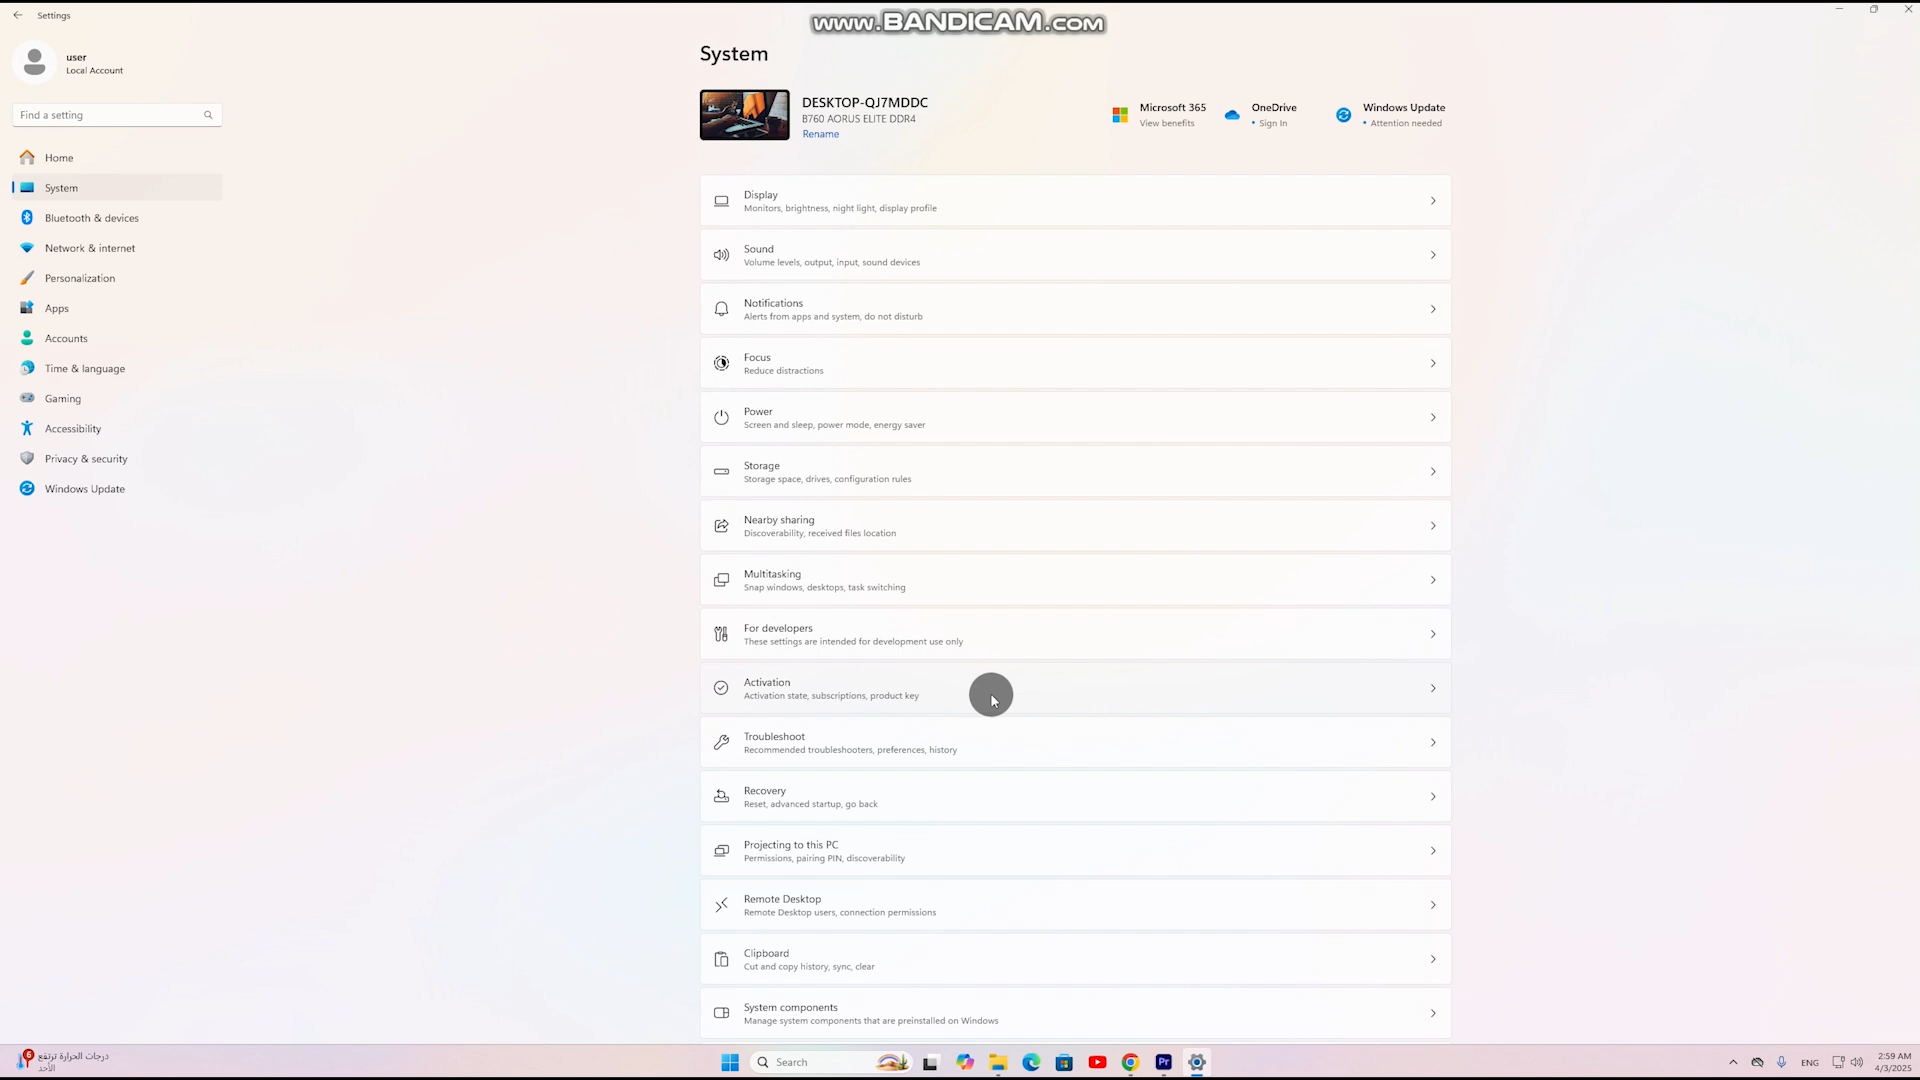 Settings
www.BANDICAM.com
user
Local Account
Find a setting
Home
System
Bluetooth & devices
Network & internet
Personalization
Apps
Accounts
Time & language
Gaming
Accessibility
Privacy & security
Windows Update
System
DESKTOP-QJ7MDDC
B760 AORUS ELITE DDR4
Rename
Microsoft 365
View benefits
OneDrive
• Sign In
Windows Update
• Attention needed
Display
Monitors, brightness, night light, display profile
Sound
Volume levels, output, input, sound devices
Notifications
Alerts from apps and system, do not disturb
Focus
Reduce distractions
Power
Screen and sleep, power mode, energy saver
Storage
Storage space, drives, configuration rules
Nearby sharing
Discoverability, received files location
Multitasking
Snap windows, desktops, task switching
For developers
These settings are intended for development use only
Activation
Activation state, subscriptions, product key
Troubleshoot
Recommended troubleshooters, preferences, history
Recovery
Reset, advanced startup, go back
Projecting to this PC
Permissions, pairing PIN, discoverability
Remote Desktop
Remote Desktop users, connection permissions
Clipboard
Cut and copy history, sync, clear
System components
Manage system components that are preinstalled on Windows
6
درجات الحرارة ترتفع
الأحد
Search
Pr
ENG
2:59 AM
4/3/2025